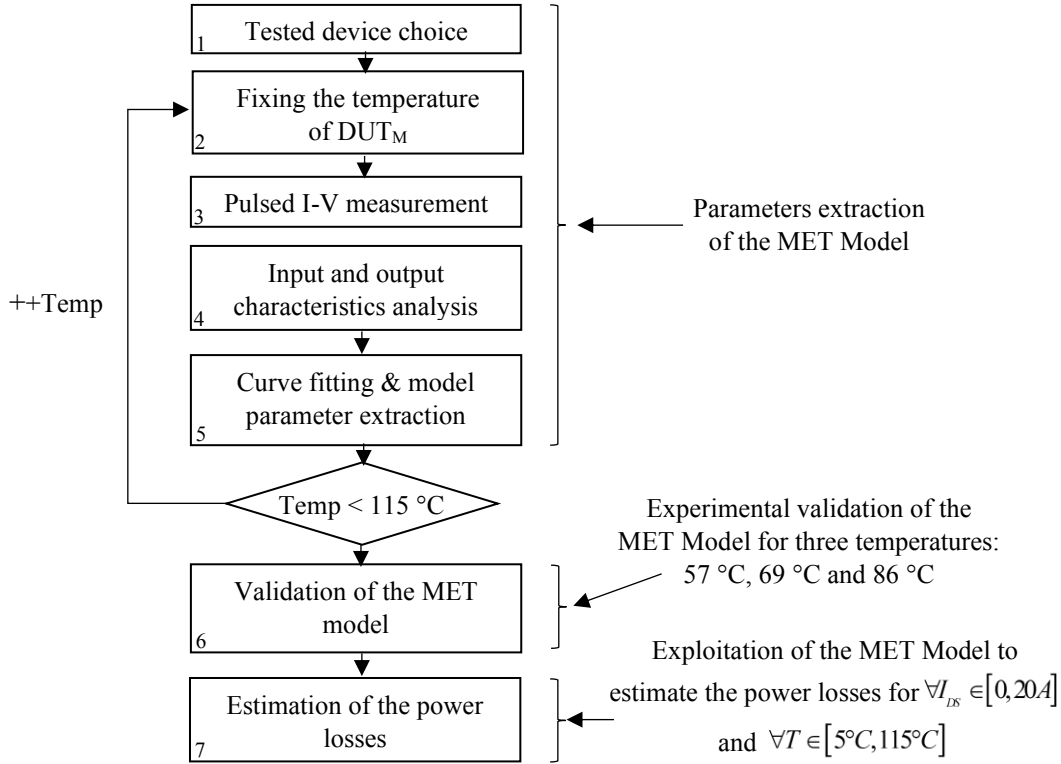 1
Tested device choice
Fixing the temperature
of DUT_M
2
3
Pulsed I-V measurement
Parameters extraction
of the MET Model
Input and output
characteristics analysis
4
++Temp
Curve fitting & model
parameter extraction
5
Temp < 115 °C
Experimental validation of the
MET Model for three temperatures:
57 °C, 69 °C and 86 °C
Validation of the MET
model
6
Exploitation of the MET Model to
estimate the power losses for ∀I_DS ∈[0,20A]
and ∀T ∈[5°C,115°C]
Estimation of the power
losses
7